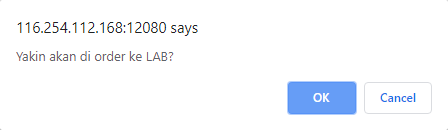 116.254.112.168:12080 says
Yakin akan di order ke LAB?
OK
Cancel